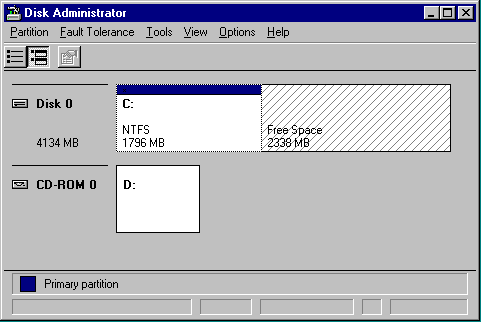 Disk Administrator
Partition Fault Tolerance Tools View Options Help
Disk 0
4134 MB
C:
NTFS
1796 MB
Free Space
2338 MB
CD-ROM 0
D:
Primary partition